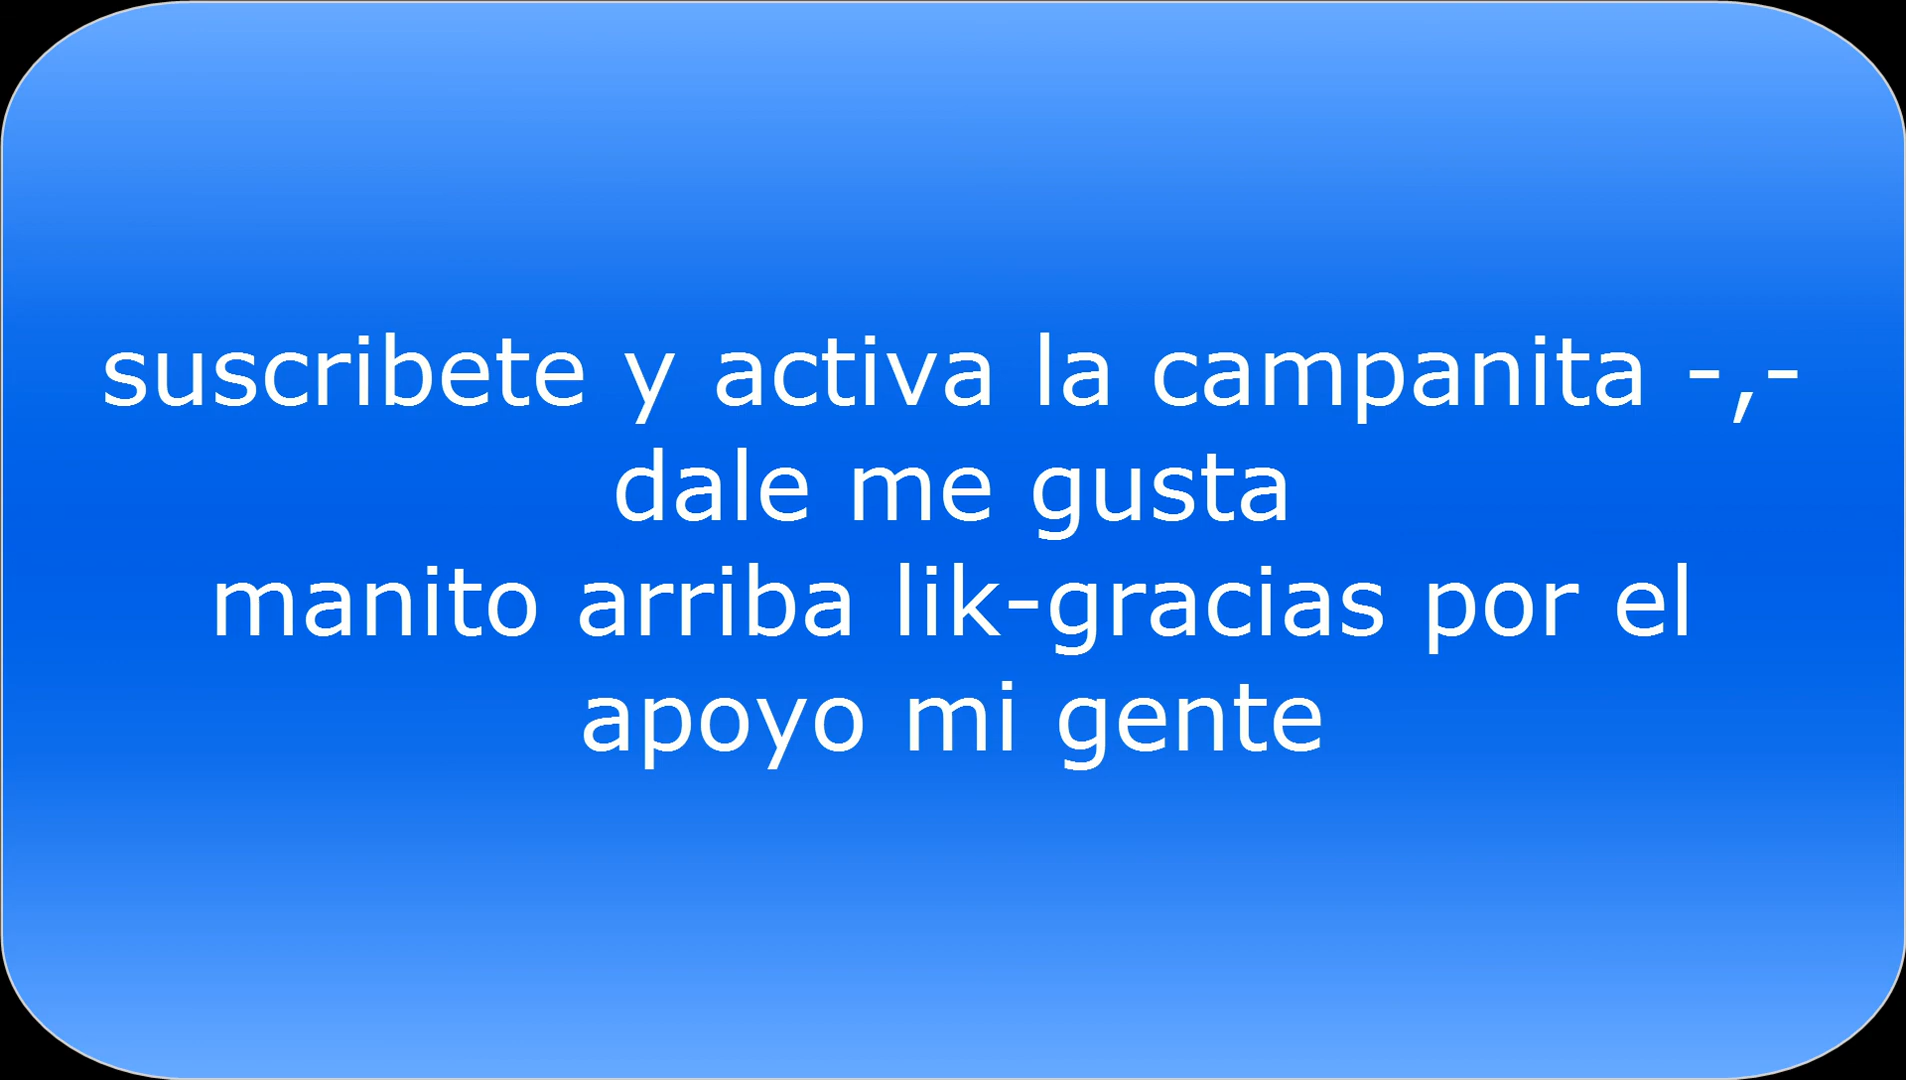 suscribete y activa la campanita -,-
dale me gusta
manito arriba lik-gracias por el
apoyo mi gente